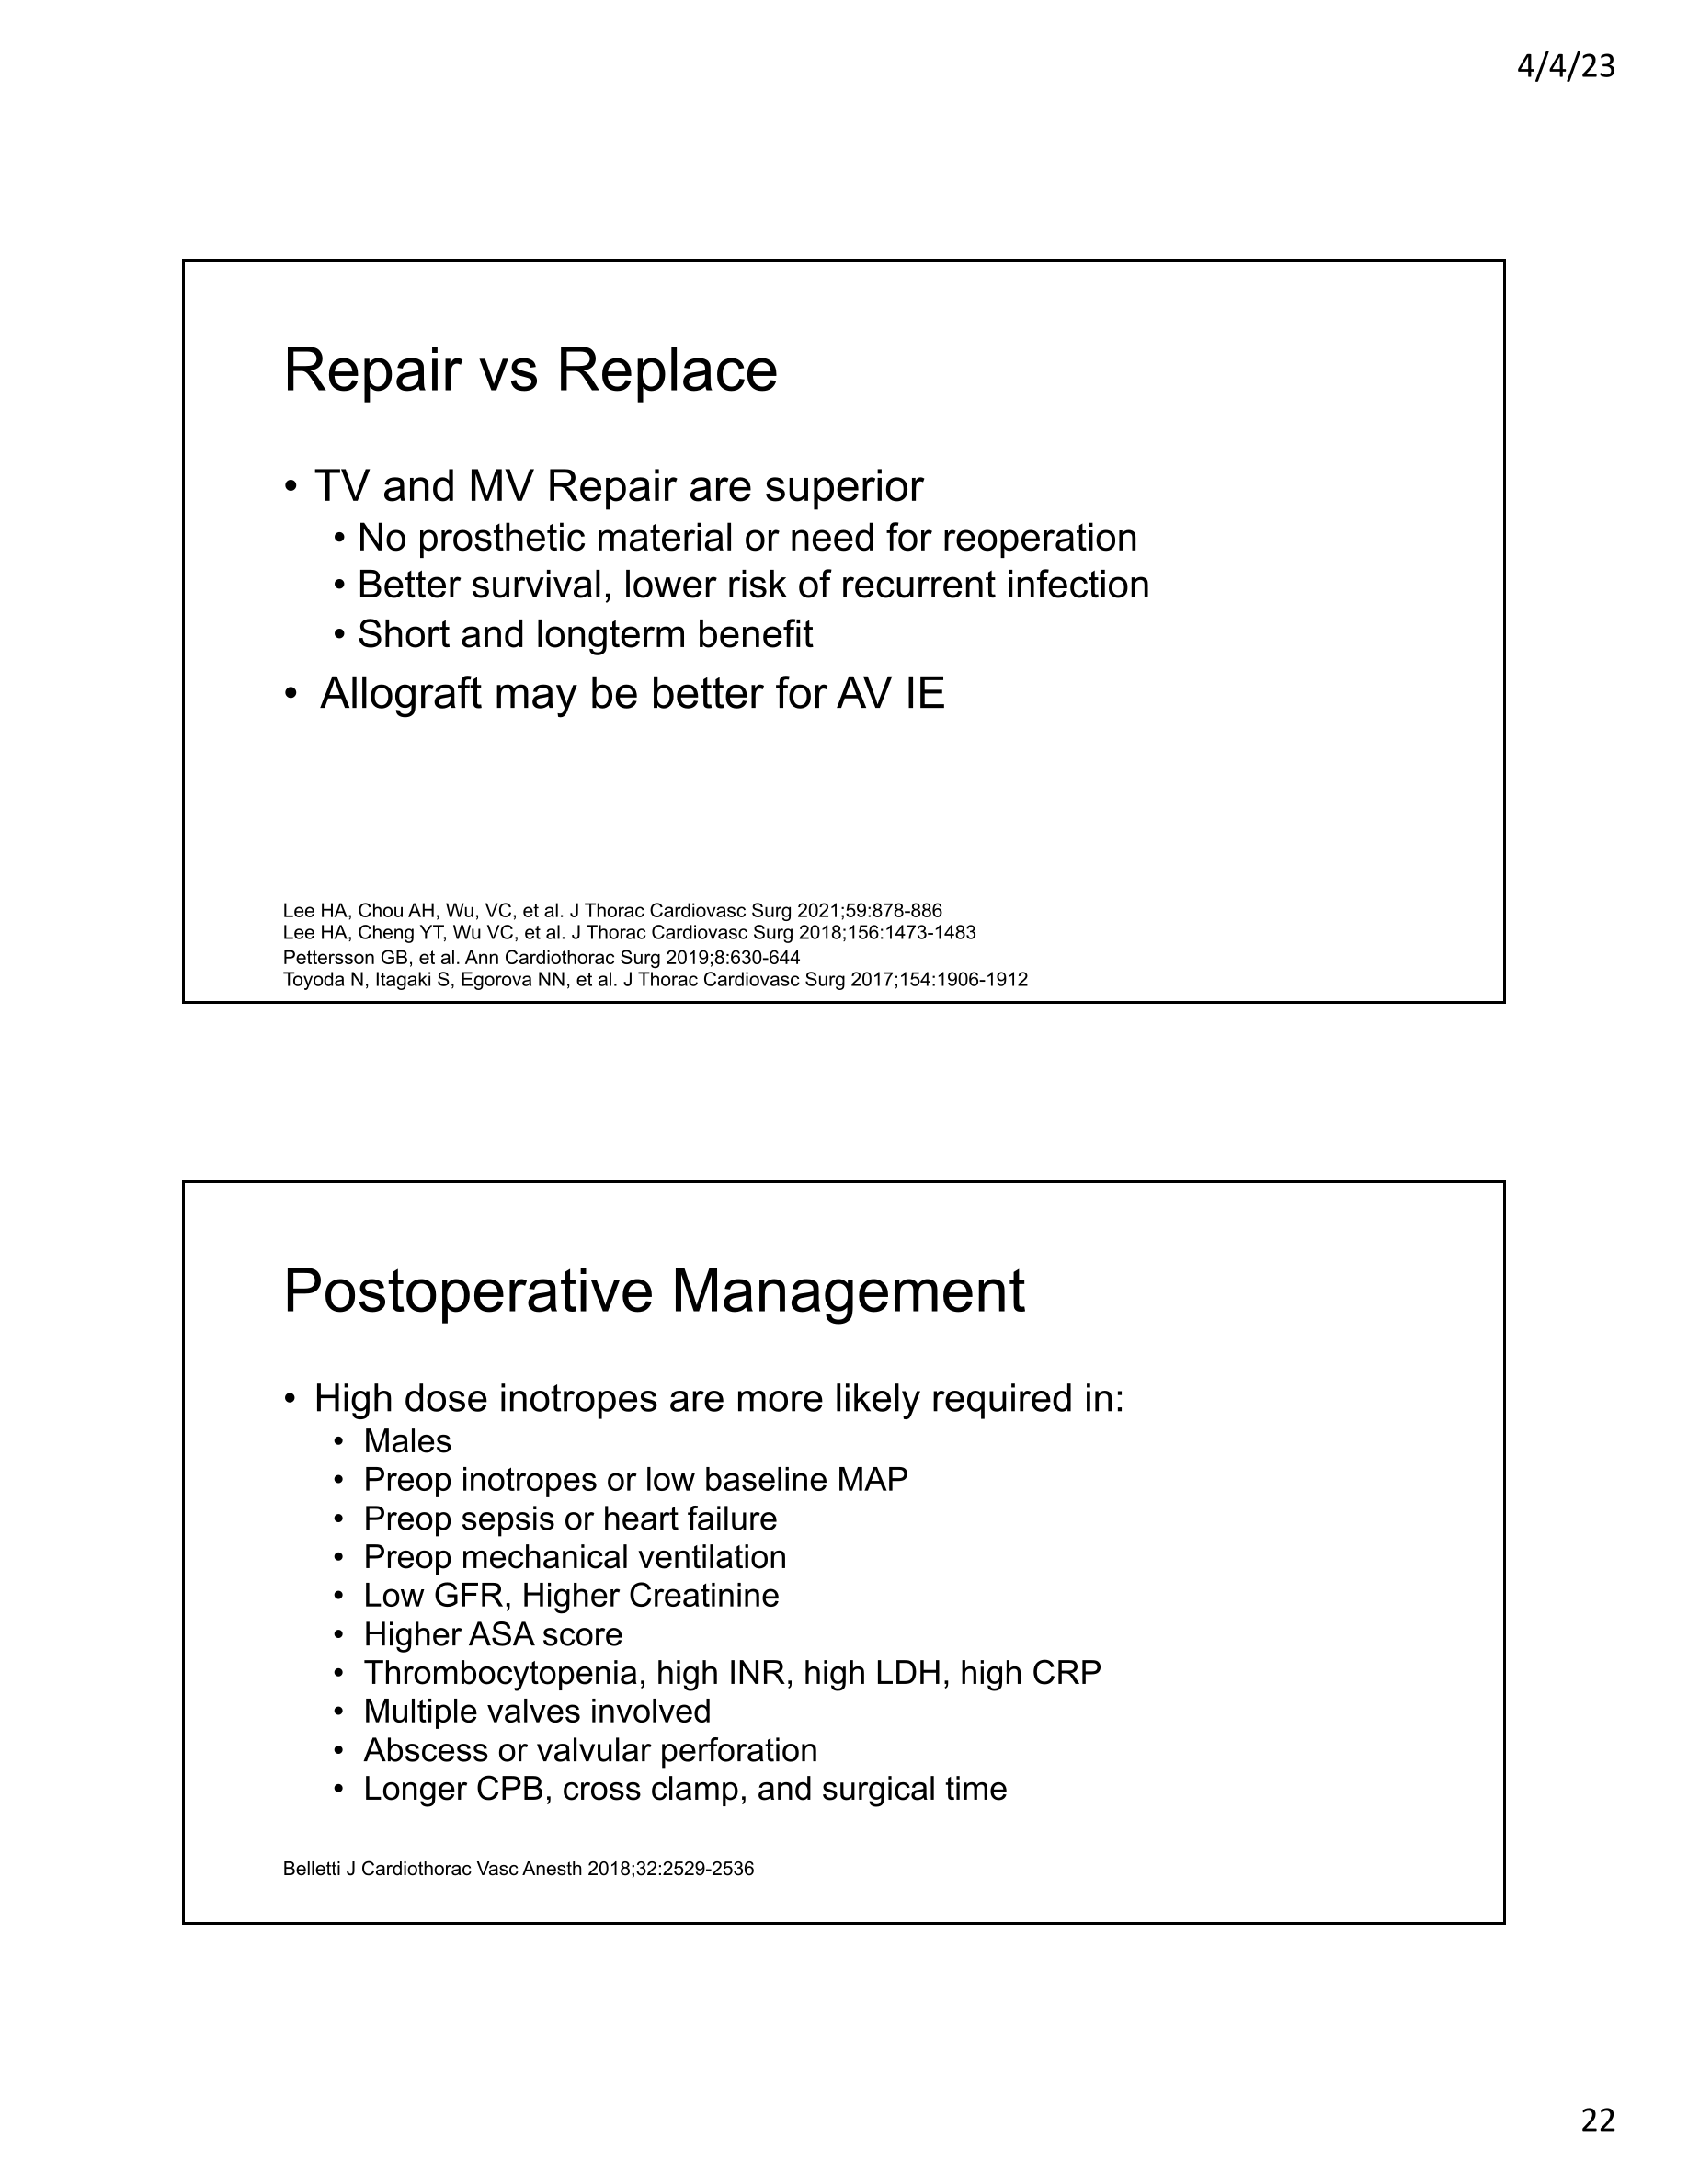 4/4/23
Repair vs Replace
• TV and MV Repair are superior
• No prosthetic material or need for reoperation
• Better survival, lower risk of recurrent infection
• Short and longterm benefit
• Allograft may be better for AV IE
Lee HA, Chou AH, Wu, VC, et al. J Thorac Cardiovasc Surg 2021;59:878-886
Lee HA, Cheng YT, Wu VC, et al. J Thorac Cardiovasc Surg 2018;156:1473-1483
Pettersson GB, et al. Ann Cardiothorac Surg 2019;8:630-644
Toyoda N, Itagaki S, Egorova NN, et al. J Thorac Cardiovasc Surg 2017;154:1906-1912
Postoperative Management
• High dose inotropes are more likely required in:
• Males
• Preop inotropes or low baseline MAP
• Preop sepsis or heart failure
• Preop mechanical ventilation
• Low GFR, Higher Creatinine
• Higher ASA score
• Thrombocytopenia, high INR, high LDH, high CRP
• Multiple valves involved
• Abscess or valvular perforation
• Longer CPB, cross clamp, and surgical time
Belletti J Cardiothorac Vasc Anesth 2018;32:2529-2536
22